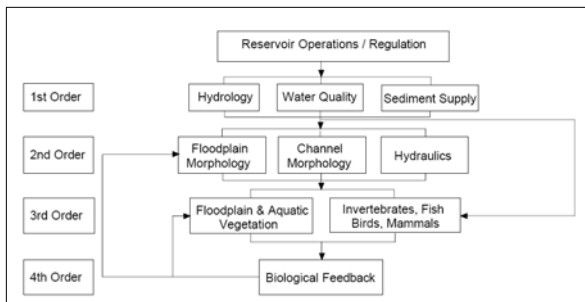 Reservoir Operations / Regulation
1st Order
Hydrology
Water Quality
Sediment Supply
2nd Order
Floodplain
Morphology
Channel
Morphology
Hydraulics
3rd Order
Floodplain & Aquatic
Vegetation
Invertebrates, Fish
Birds, Mammals
4th Order
Biological Feedback